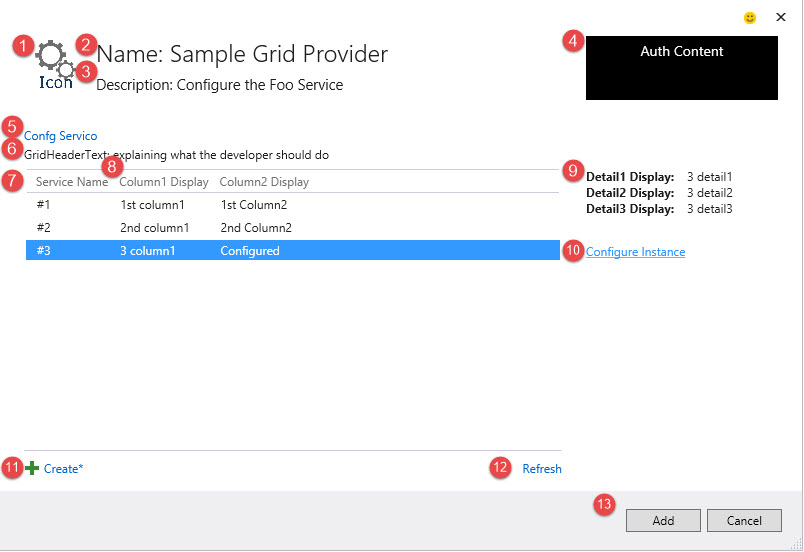 1
2 Name: Sample Grid Provider
3 Description: Configure the Foo Service
Icon
4 Auth Content
5 Confg Servico
6 GridHeaderText: explaining what the developer should do
7 Service Name 8 Column1 Display Column2 Display
#1 1st column1 1st Column2
#2 2nd column1 2nd Column2
#3 3 column1 Configured
9 Detail1 Display: 3 detail1
Detail2 Display: 3 detail2
Detail3 Display: 3 detail3
10 Configure Instance
11 Create*
12 Refresh
13 Add Cancel